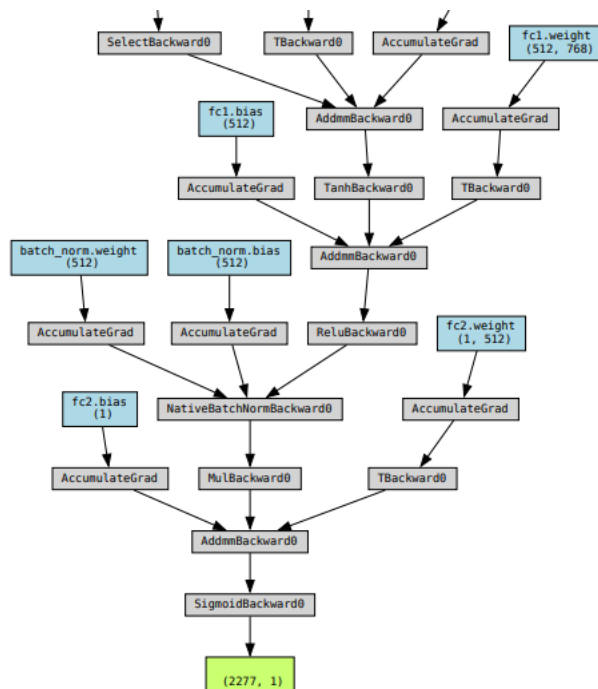 SelectBackward0
TBackward0
AccumulateGrad
fc1.weight
(512, 768)
fc1.bias
(512)
AddmmBackward0
AccumulateGrad
AccumulateGrad
TanhBackward0
TBackward0
batch_norm.weight
(512)
batch_norm.bias
(512)
AddmmBackward0
AccumulateGrad
AccumulateGrad
ReluBackward0
fc2.weight
(1, 512)
fc2.bias
(1)
NativeBatchNormBackward0
AccumulateGrad
AccumulateGrad
MulBackward0
TBackward0
AddmmBackward0
SigmoidBackward0
(2277, 1)